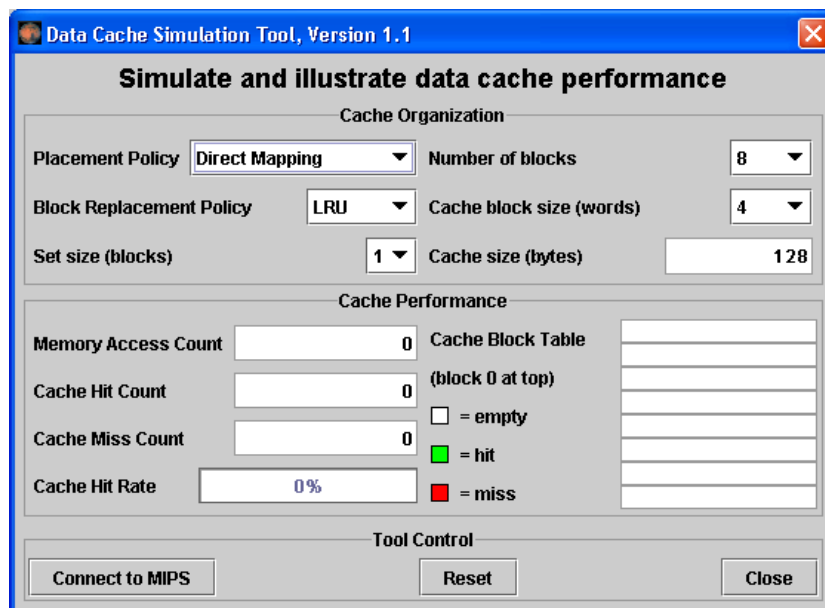 Data Cache Simulation Tool, Version 1.1
Simulate and illustrate data cache performance
Cache Organization
Placement Policy Direct Mapping Number of blocks 8
Block Replacement Policy LRU Cache block size (words) 4
Set size (blocks) 1 Cache size (bytes) 128
Cache Performance
Memory Access Count 0 Cache Block Table
(block 0 at top)
Cache Hit Count 0
= empty
Cache Miss Count 0
= hit
Cache Hit Rate 0%
= miss
Tool Control
Connect to MIPS Reset Close